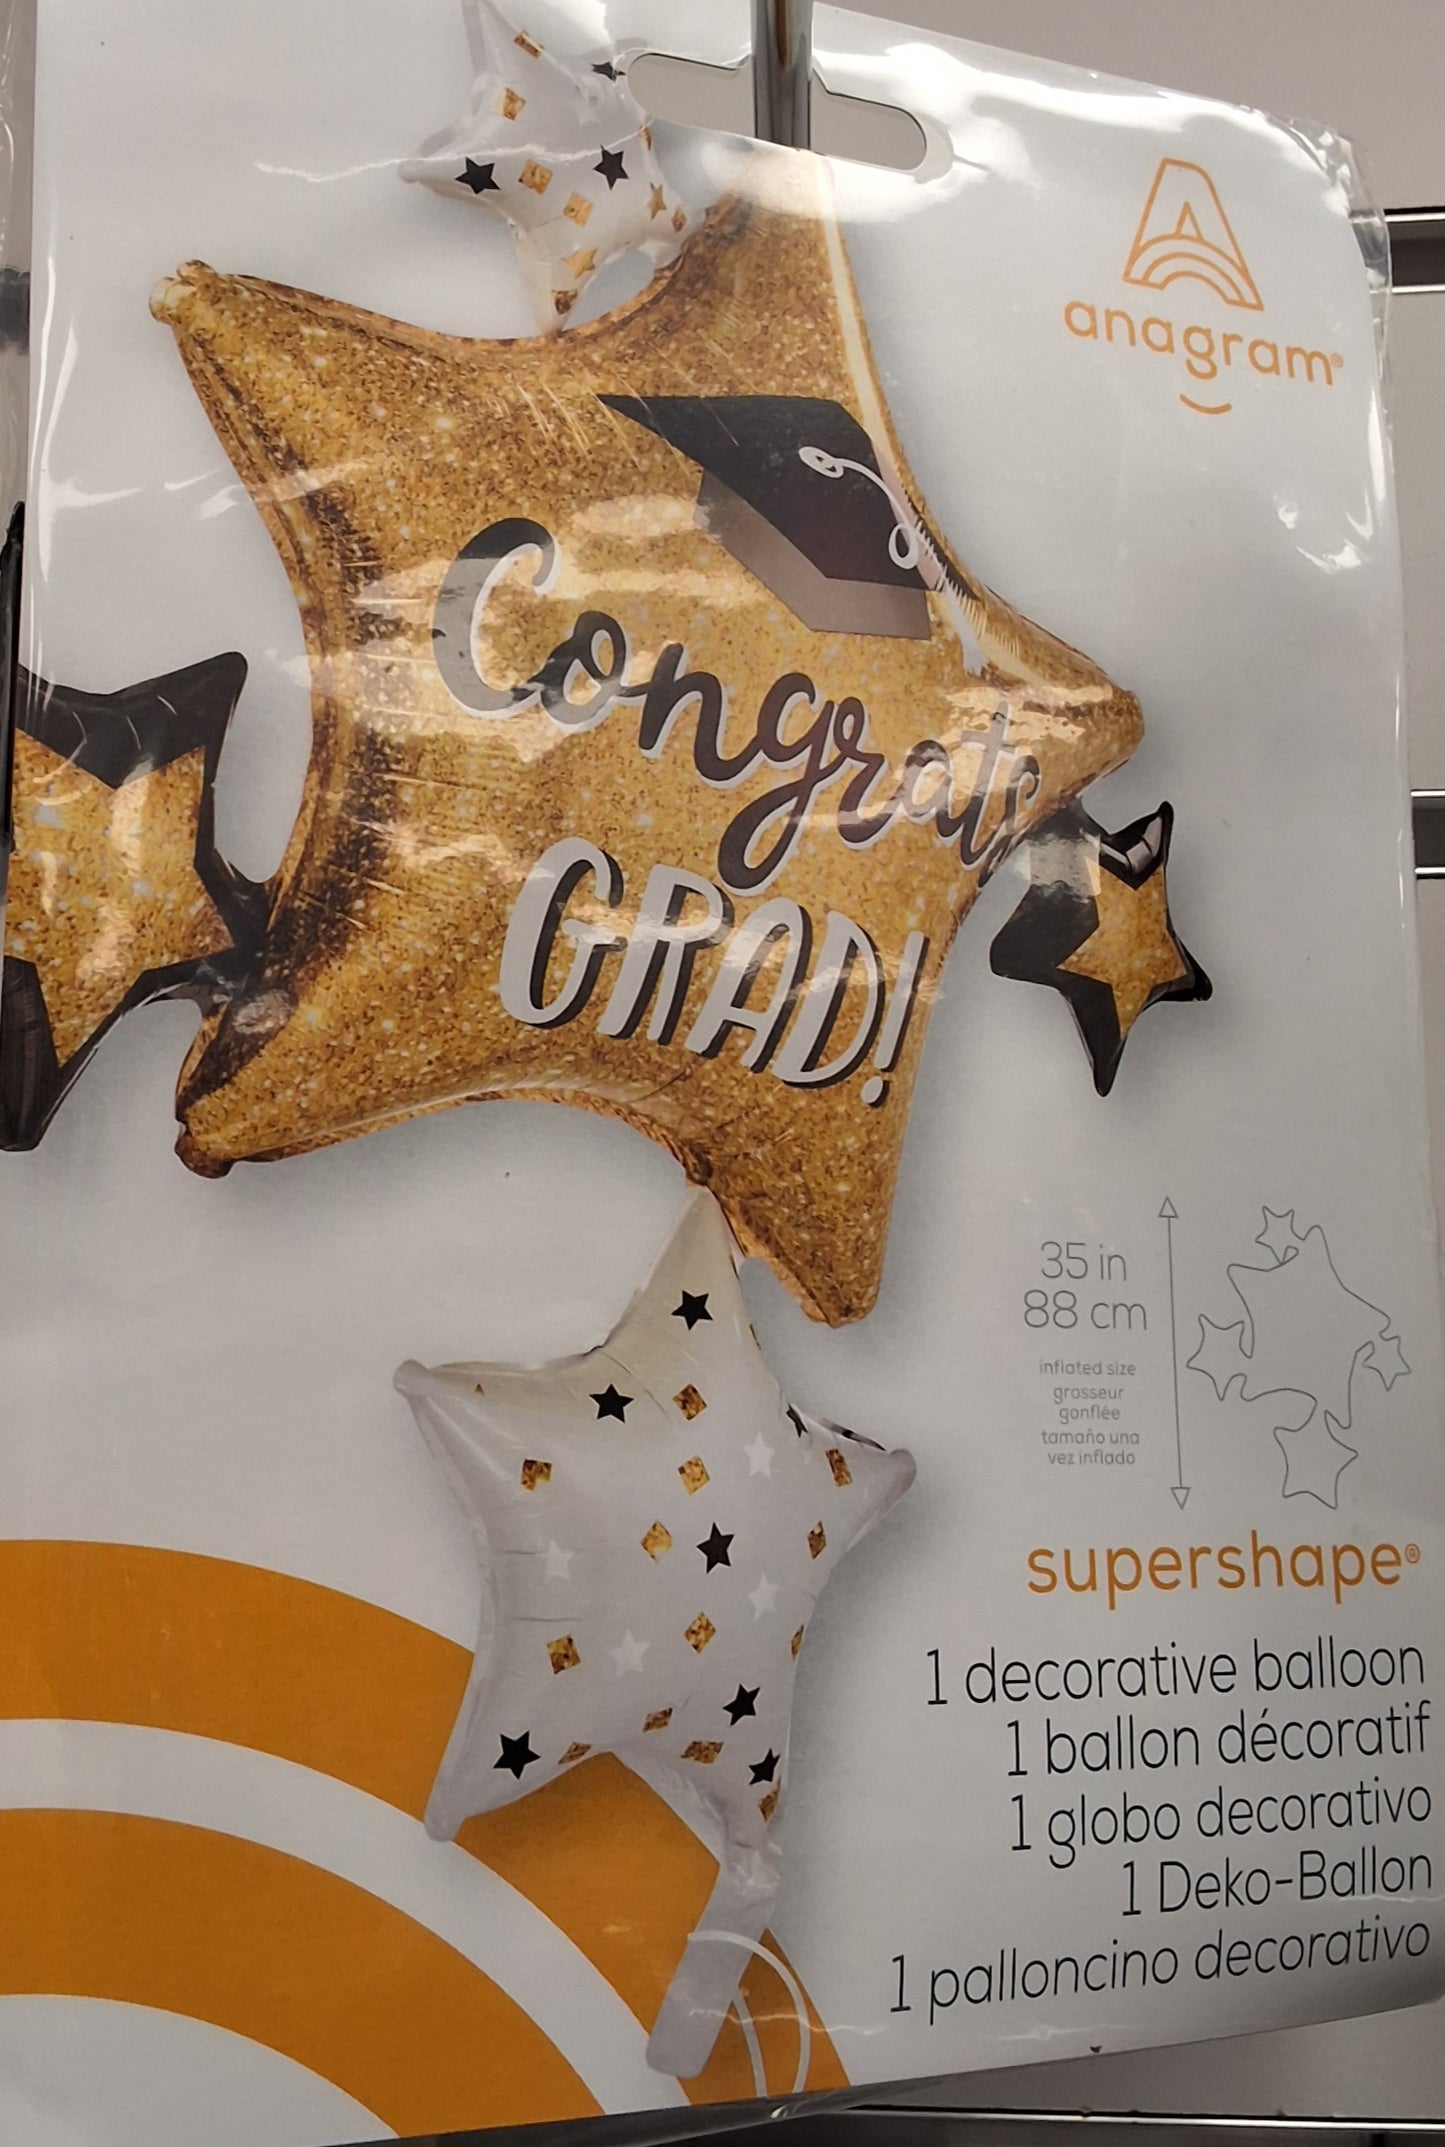 anagram®
Congrats
GRAD!
35 in
88 cm
inflated size
grosseur
gonflée
tamaño una
vez inflado
supershape®
1 decorative balloon
1 ballon décoratif
1 globo decorativo
1 Deko-Ballon
1 palloncino decorativo